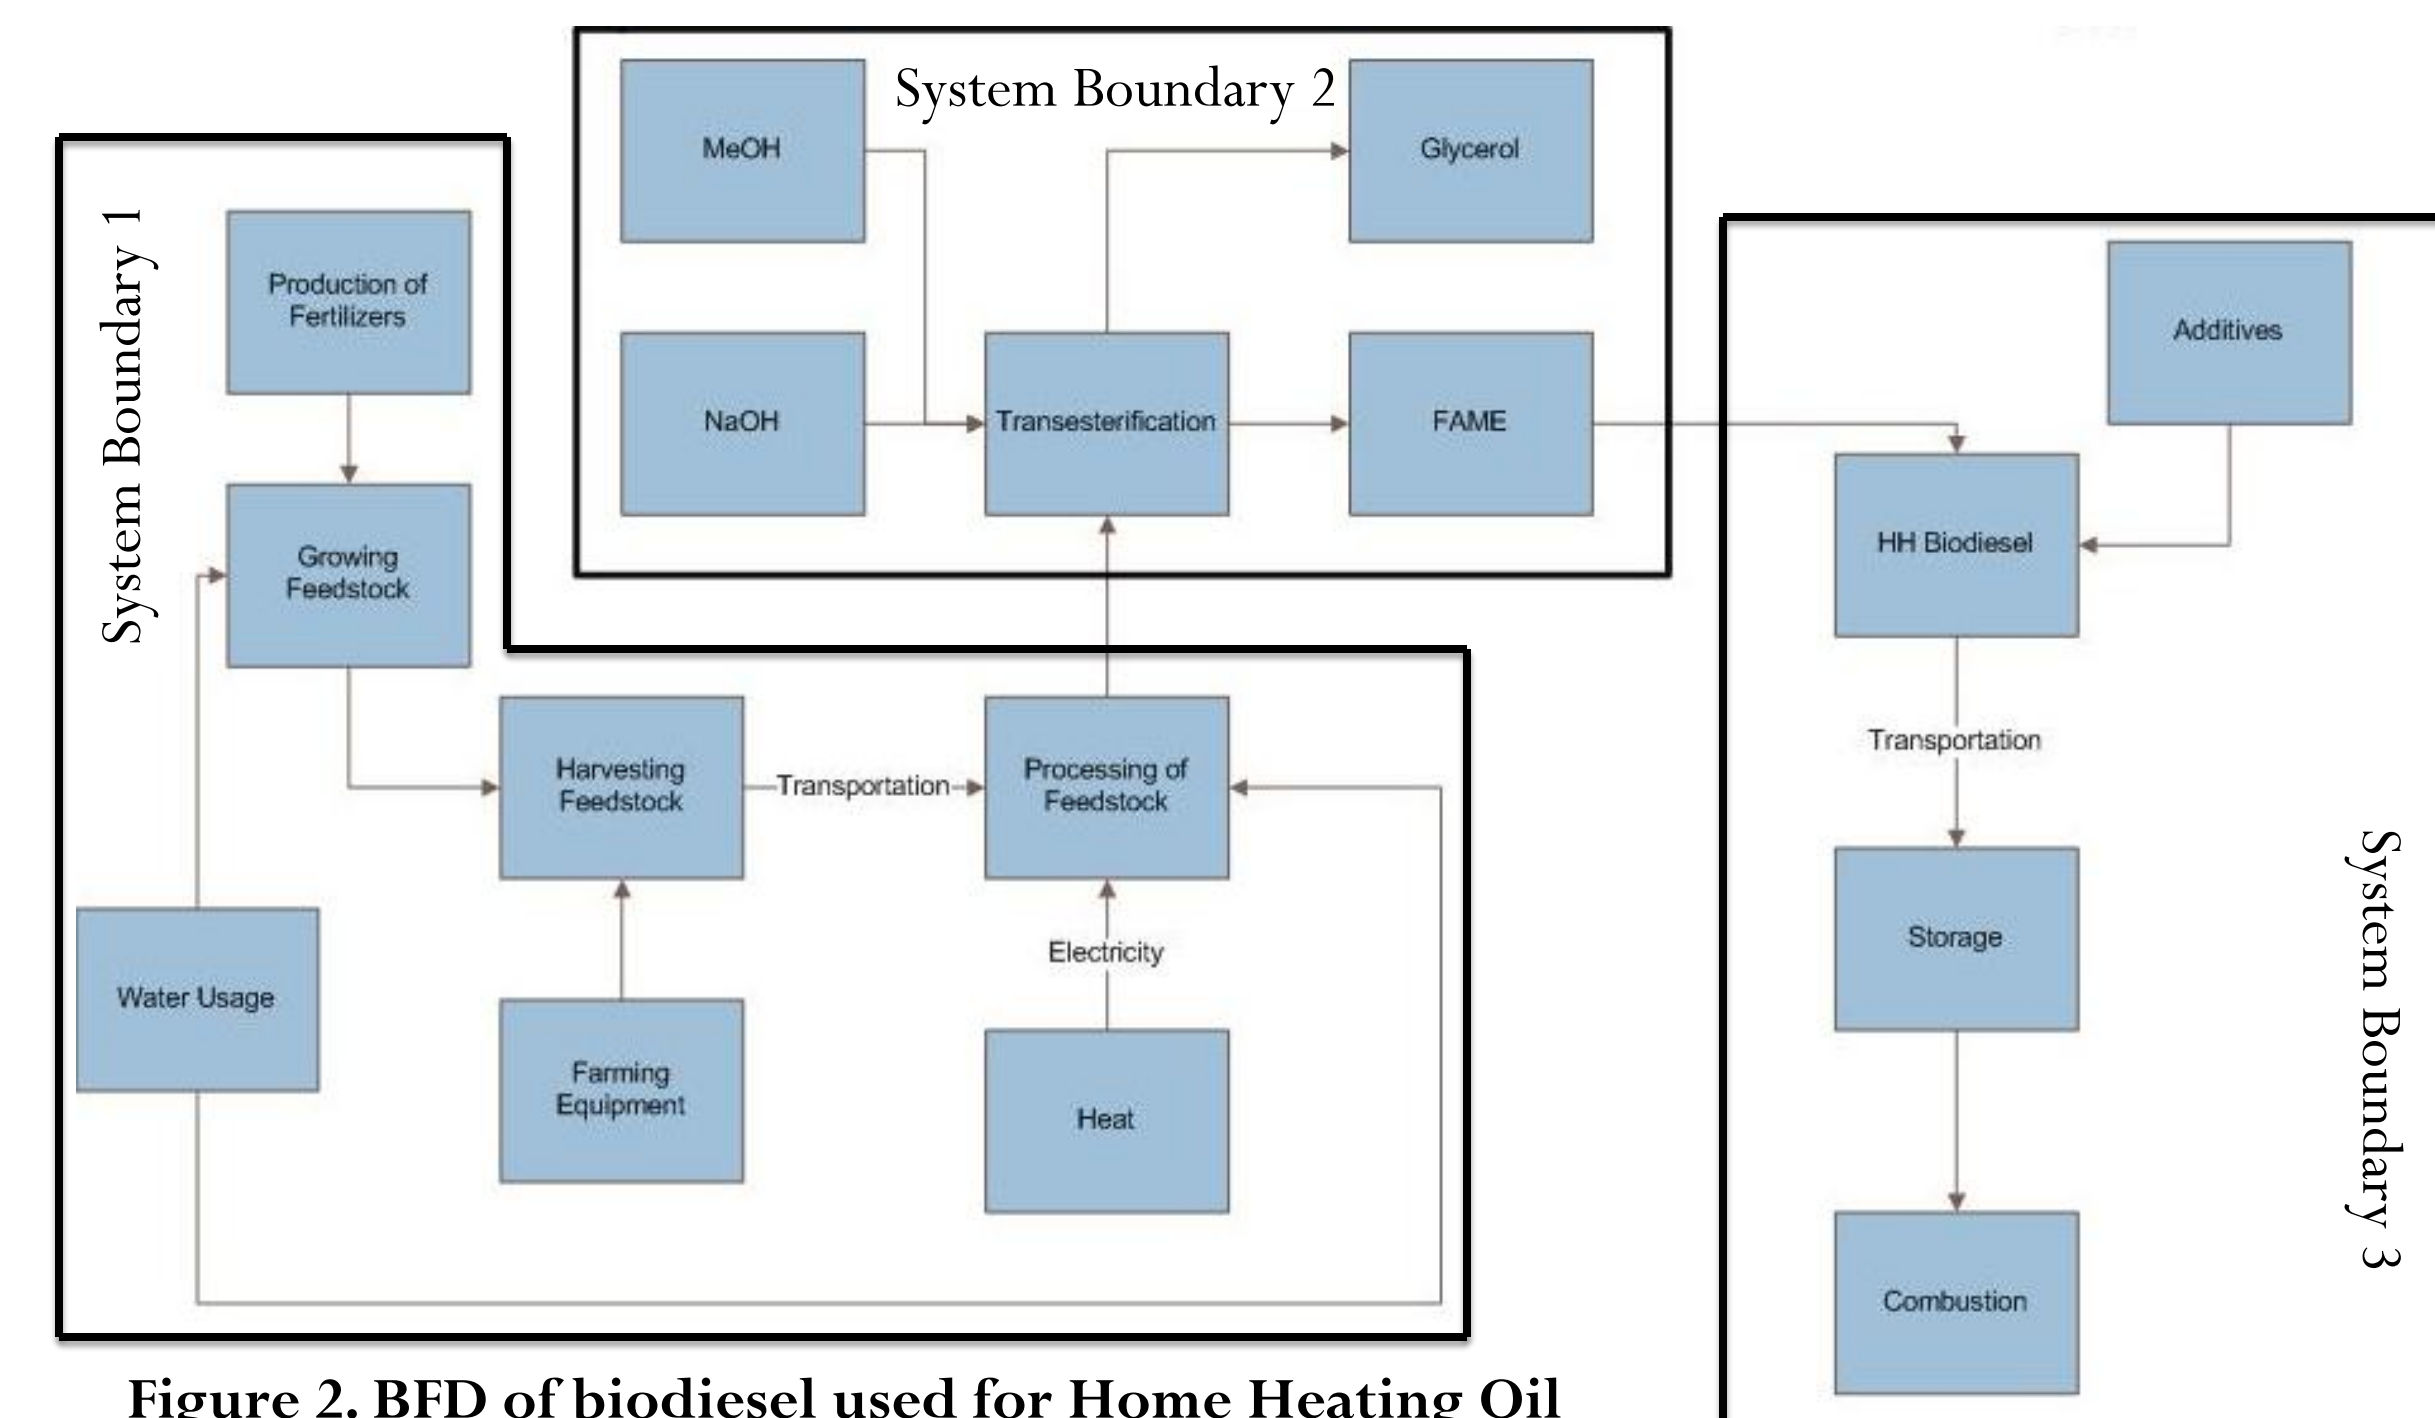 System Boundary 1
Production of
Fertilizers
Growing
Feedstock
Water Usage
Harvesting
Feedstock
Transportation
Processing of
Feedstock
Farming
Equipment
Electricity
Heat
System Boundary 2
MeOH
Glycerol
NaOH
Transesterification
FAME
Additives
HH Biodiesel
Transportation
Storage
Combustion
System Boundary 3
Figure 2. BFD of biodiesel used for Home Heating Oil